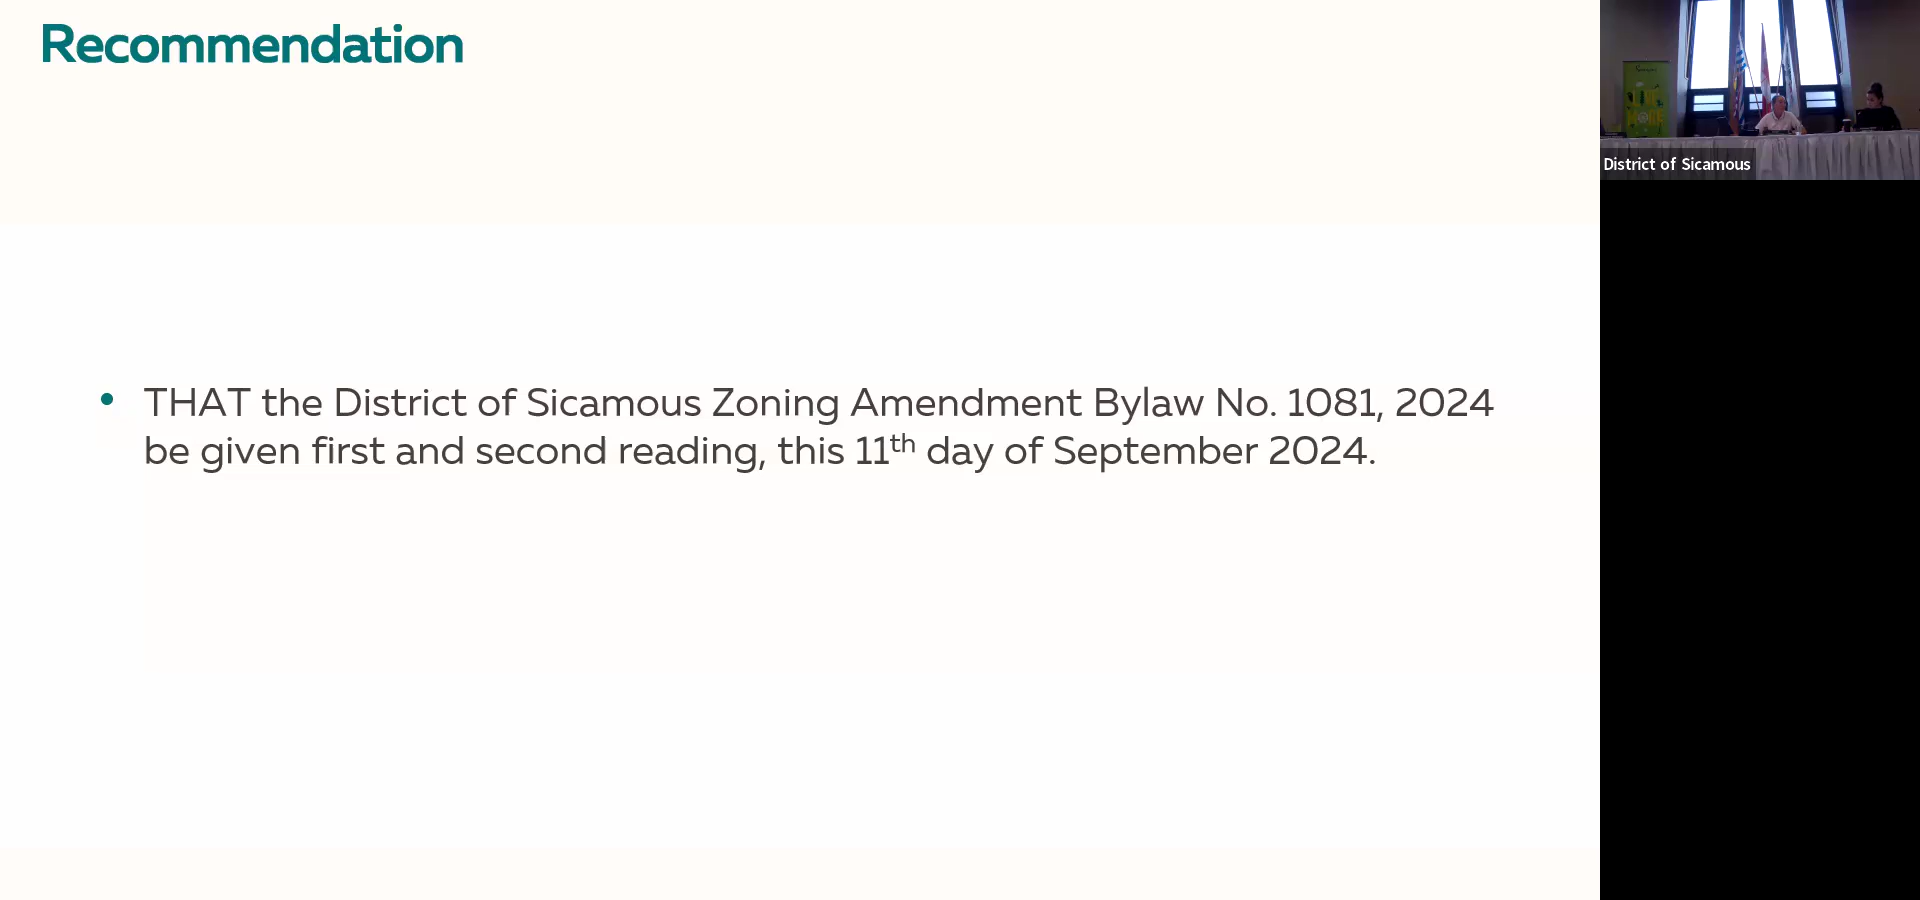 Recommendation
• THAT the District of Sicamous Zoning Amendment Bylaw No. 1081, 2024
be given first and second reading, this 11th day of September 2024.
District of Sicamous